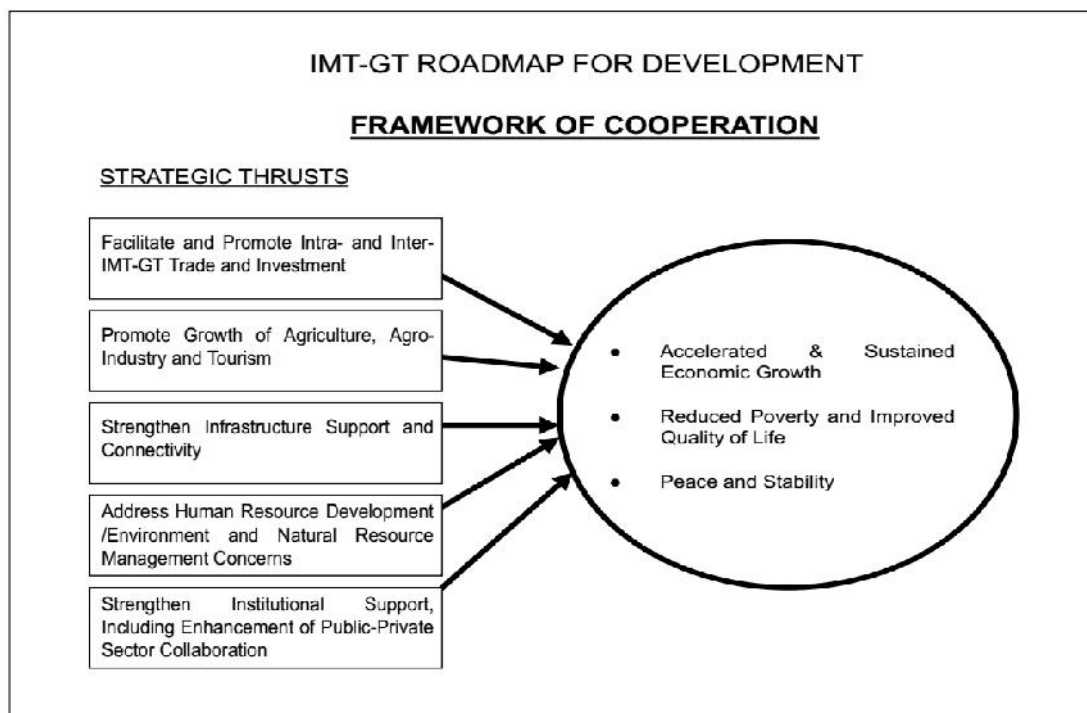 IMT-GT ROADMAP FOR DEVELOPMENT
FRAMEWORK OF COOPERATION
STRATEGIC THRUSTS
Facilitate and Promote Intra- and Inter-
IMT-GT Trade and Investment
Promote Growth of Agriculture, Agro-
Industry and Tourism
Strengthen Infrastructure Support and
Connectivity
Address Human Resource Development
/Environment and Natural Resource
Management Concerns
Strengthen Institutional Support,
Including Enhancement of Public-Private
Sector Collaboration
• Accelerated & Sustained
Economic Growth
• Reduced Poverty and Improved
Quality of Life
• Peace and Stability